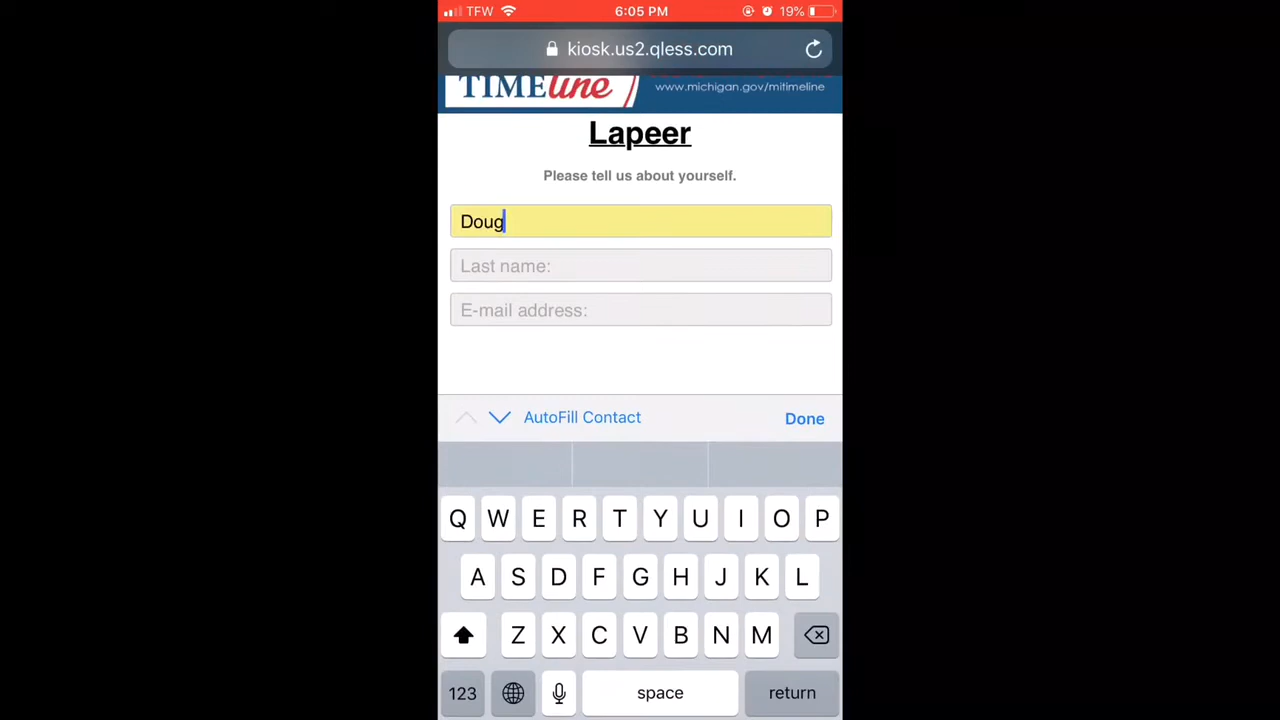 TFW 6:05 PM 19%
kiosk.us2.qless.com
TIMEline www.michigan.gov/mitimeline
Lapeer
Please tell us about yourself.
Doug
Last name:
E-mail address:
AutoFill Contact Done
Q W E R T Y U I O P
A S D F G H J K L
Z X C V B N M
123 space return